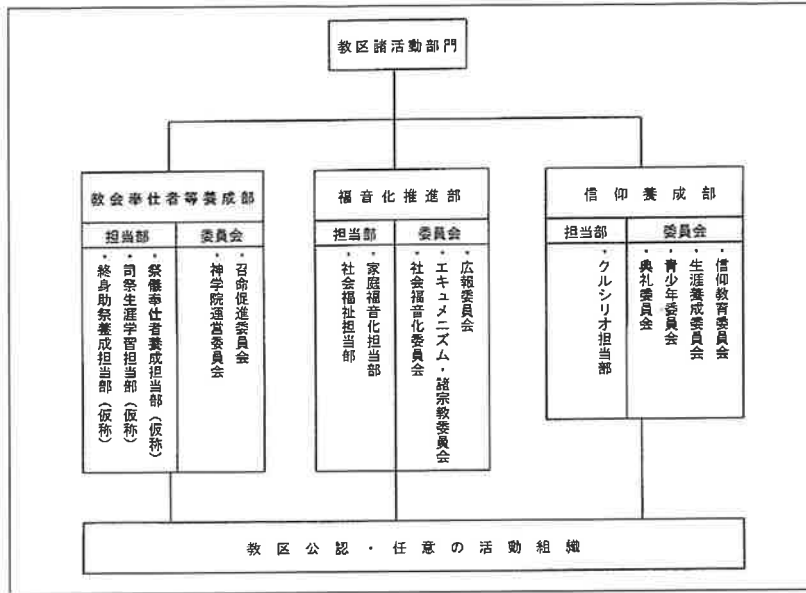 教区諸活動部門
教会奉仕者等養成部
委員会
・召命促進委員会
・神学院運営委員会
担当部
・祭儀奉仕者養成担当部（仮称）
・司祭生涯学習担当部（仮称）
・終身助祭養成担当部（仮称）
福音化推進部
委員会
・広報委員会
・エキュメニズム・諸宗教委員会
・社会福音化委員会
担当部
・家庭福音化担当部
・社会福祉担当部
信仰養成部
委員会
・信仰教育委員会
・生涯養成委員会
・青少年委員会
・典礼委員会
担当部
・クルシリオ担当部
教区公認・任意の活動組織